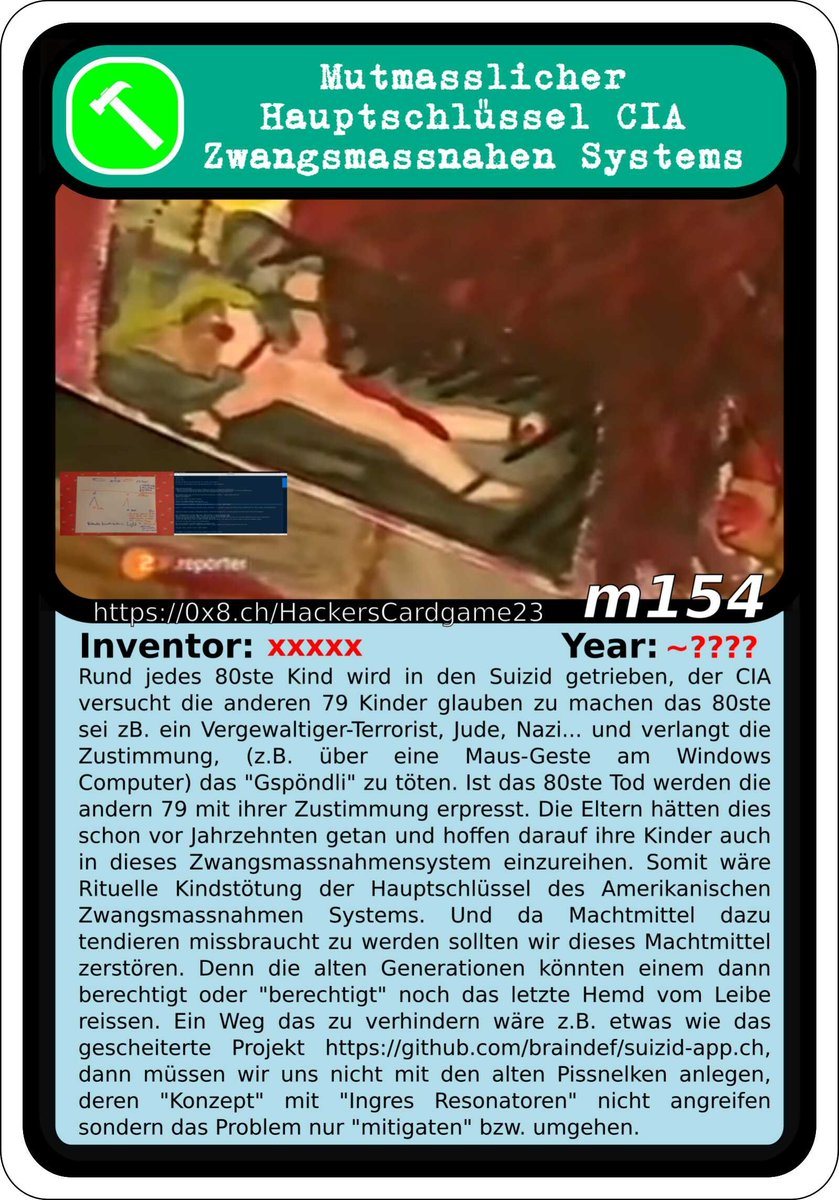 Mutmasslicher
Hauptschlüssel CIA
Zwangsmassnahen Systems
reporter
m154
https://0x8.ch/HackersCardgame23
Inventor: xxxxx Year: ~????
Rund jedes 80ste Kind wird in den Suizid getrieben, der CIA
versucht die anderen 79 Kinder glauben zu machen das 80ste
sei zB. ein Vergewaltiger-Terrorist, Jude, Nazi... und verlangt die
Zustimmung, (z.B. über eine Maus-Geste am Windows
Computer) das "Gspöndli" zu töten. Ist das 80ste Tod werden die
andern 79 mit ihrer Zustimmung erpresst. Die Eltern hätten dies
schon vor Jahrzehnten getan und hoffen darauf ihre Kinder auch
in dieses Zwangsmassnahmensystem einzureihen. Somit wäre
Rituelle Kindstötung der Hauptschlüssel des Amerikanischen
Zwangsmassnahmen Systems. Und da Machtmittel dazu
tendieren missbraucht zu werden sollten wir dieses Machtmittel
zerstören. Denn die alten Generationen könnten einem dann
berechtigt oder "berechtigt" noch das letzte Hemd vom Leibe
reissen. Ein Weg das zu verhindern wäre z.B. etwas wie das
gescheiterte Projekt https://github.com/braindef/suizid-app.ch,
dann müssen wir uns nicht mit den alten Pissnelken anlegen,
deren "Konzept" mit "Ingres Resonatoren" nicht angreifen
sondern das Problem nur "mitigaten" bzw. umgehen.